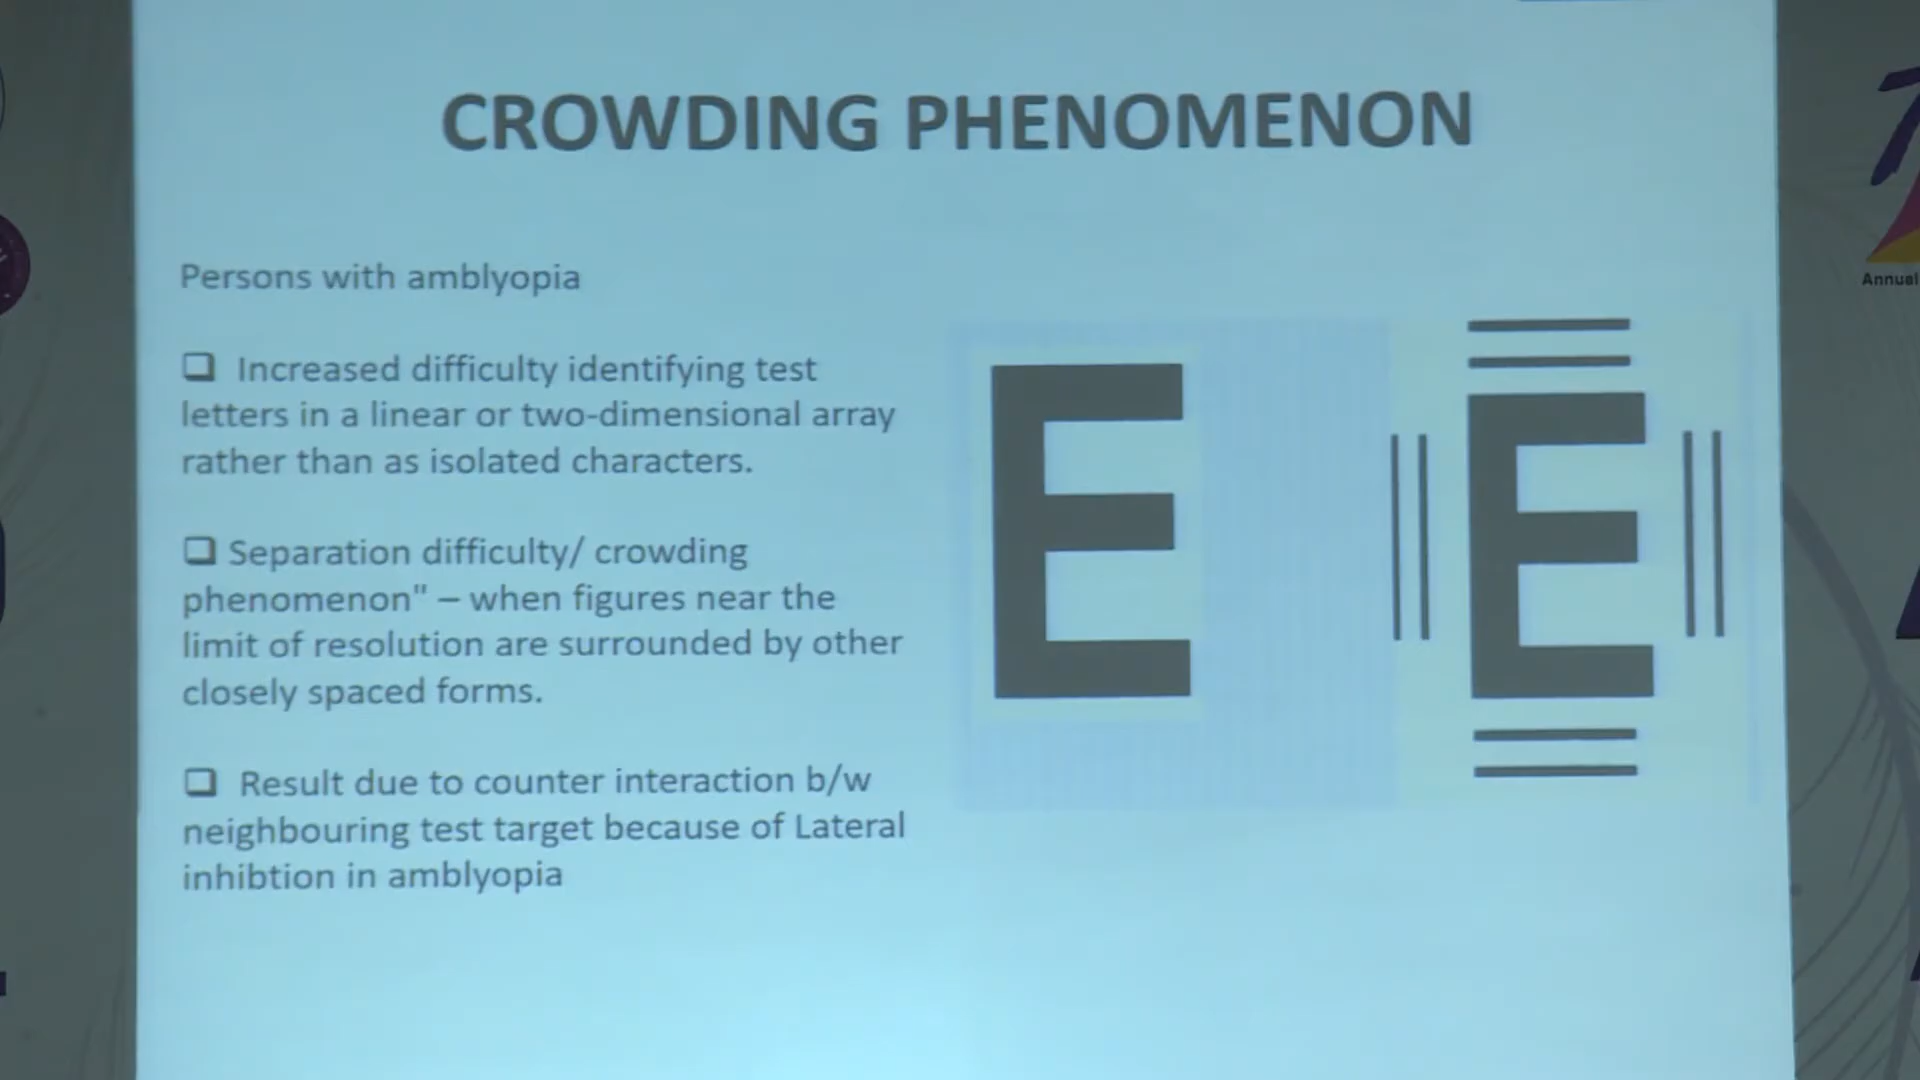 CROWDING PHENOMENON
Persons with amblyopia
❑ Increased difficulty identifying test
letters in a linear or two-dimensional array
rather than as isolated characters.
❑ Separation difficulty/ crowding
phenomenon" – when figures near the
limit of resolution are surrounded by other
closely spaced forms.
❑ Result due to counter interaction b/w
neighbouring test target because of Lateral
inhibtion in amblyopia
E
E
Annual